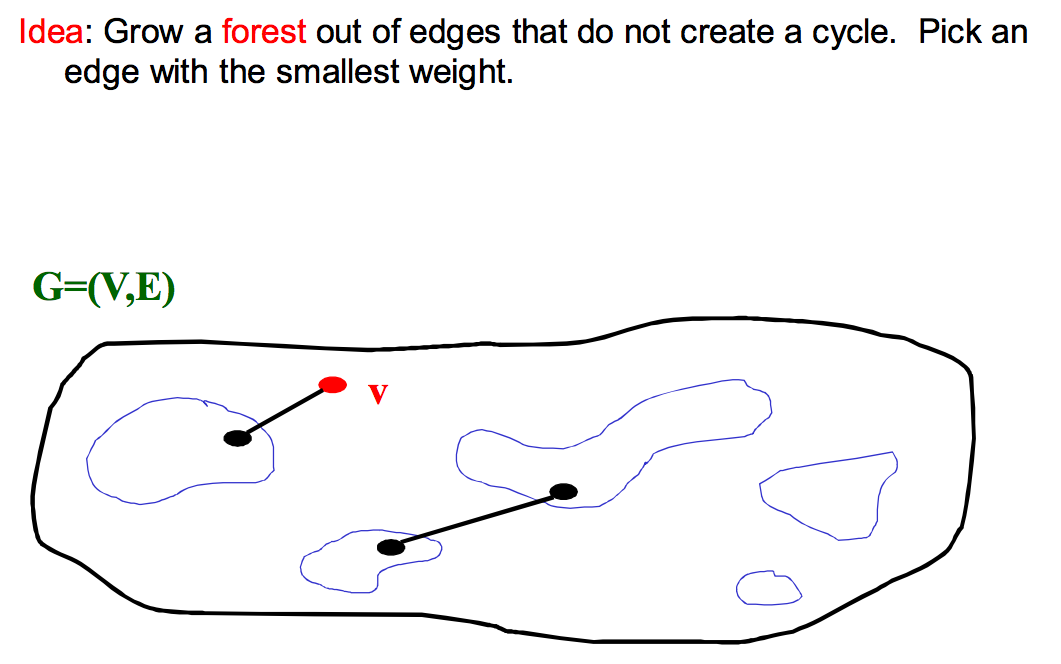 Idea: Grow a forest out of edges that do not create a cycle. Pick an
edge with the smallest weight.
G=(V,E)
v